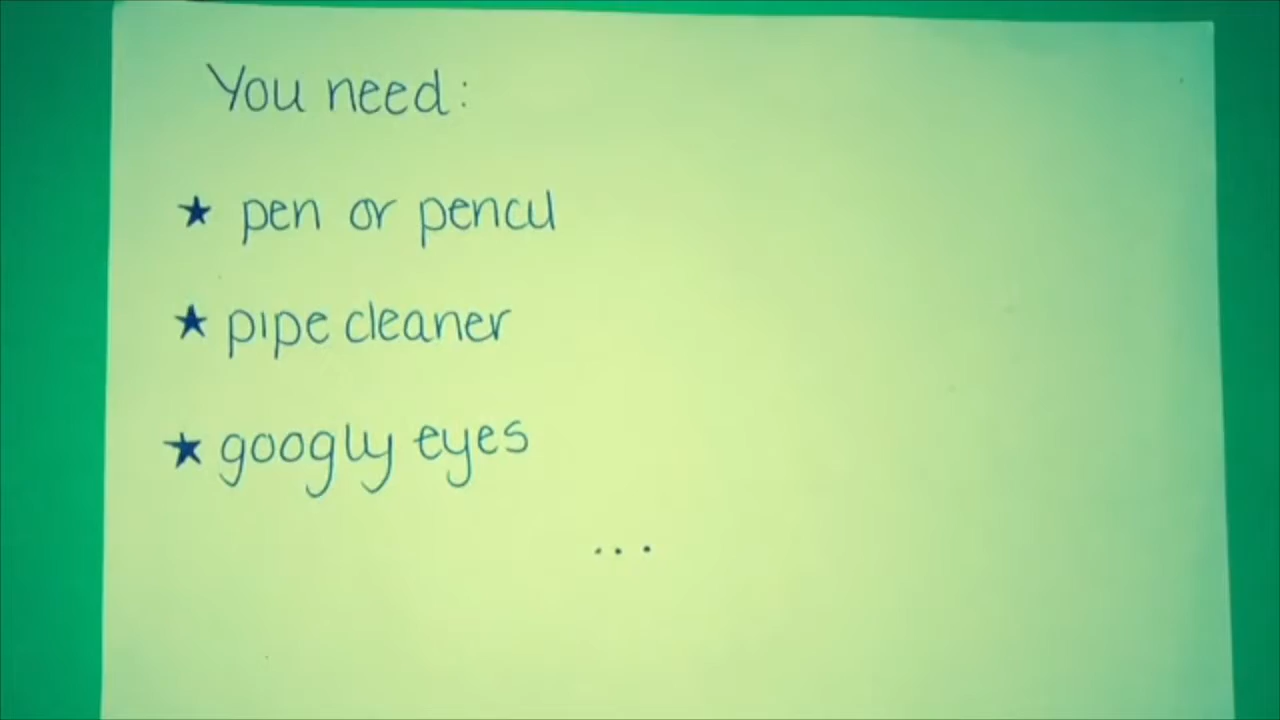 You need:
★ pen or pencil
★ pipe cleaner
★ googly eyes
...